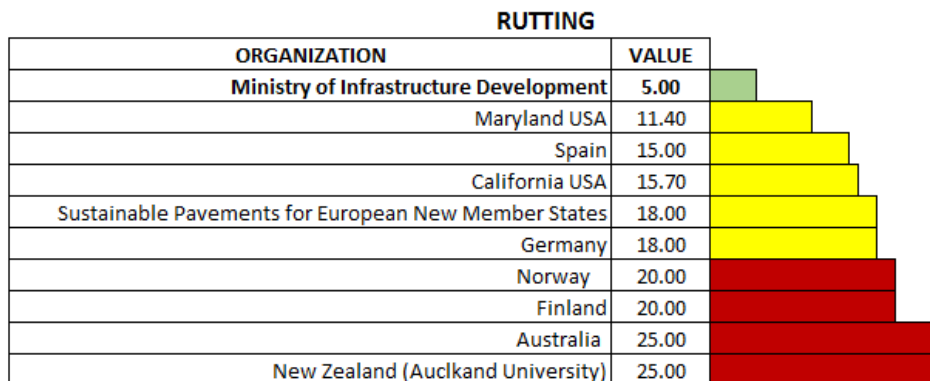 RUTTING
ORGANIZATION VALUE
Ministry of Infrastructure Development 5.00
Maryland USA 11.40
Spain 15.00
California USA 15.70
Sustainable Pavements for European New Member States 18.00
Germany 18.00
Norway 20.00
Finland 20.00
Australia 25.00
New Zealand (Auclkand University) 25.00